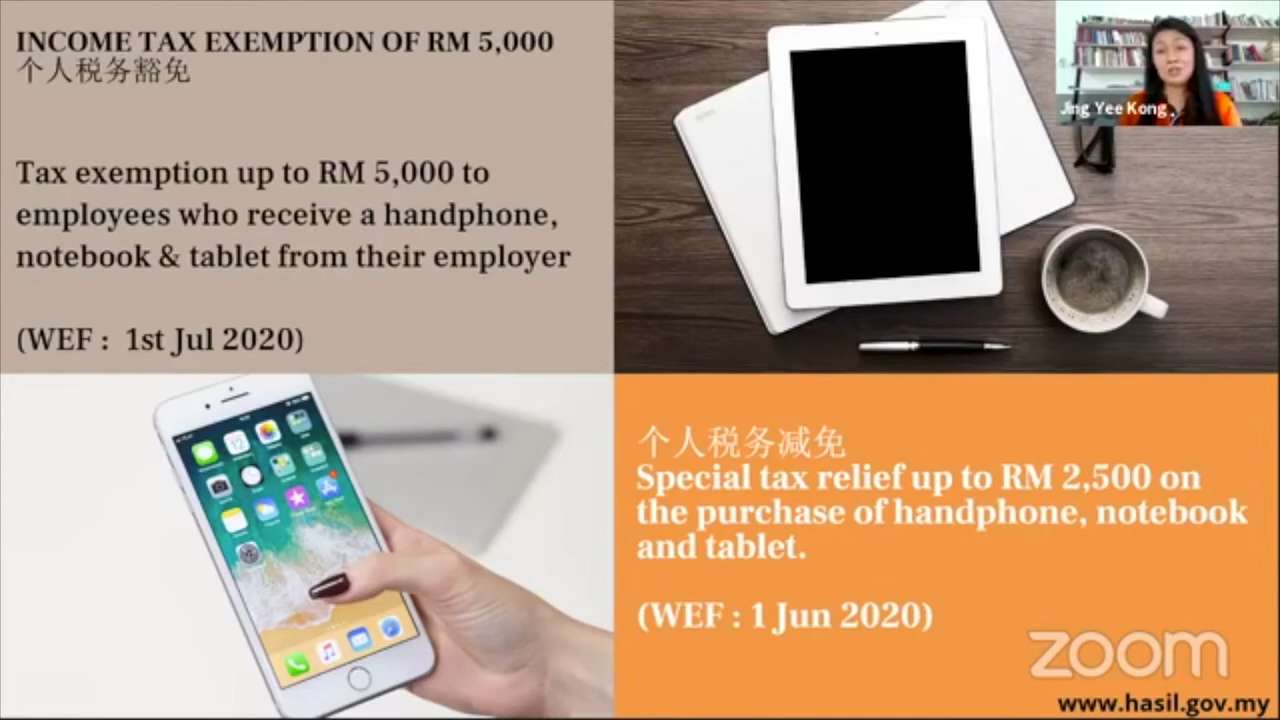 INCOME TAX EXEMPTION OF RM 5,000
个人税务豁免
Tax exemption up to RM 5,000 to
employees who receive a handphone,
notebook & tablet from their employer
(WEF : 1st Jul 2020)
Jing Yee Kong
个人税务减免
Special tax relief up to RM 2,500 on
the purchase of handphone, notebook
and tablet.
(WEF : 1 Jun 2020)
zoom
www.hasil.gov.my